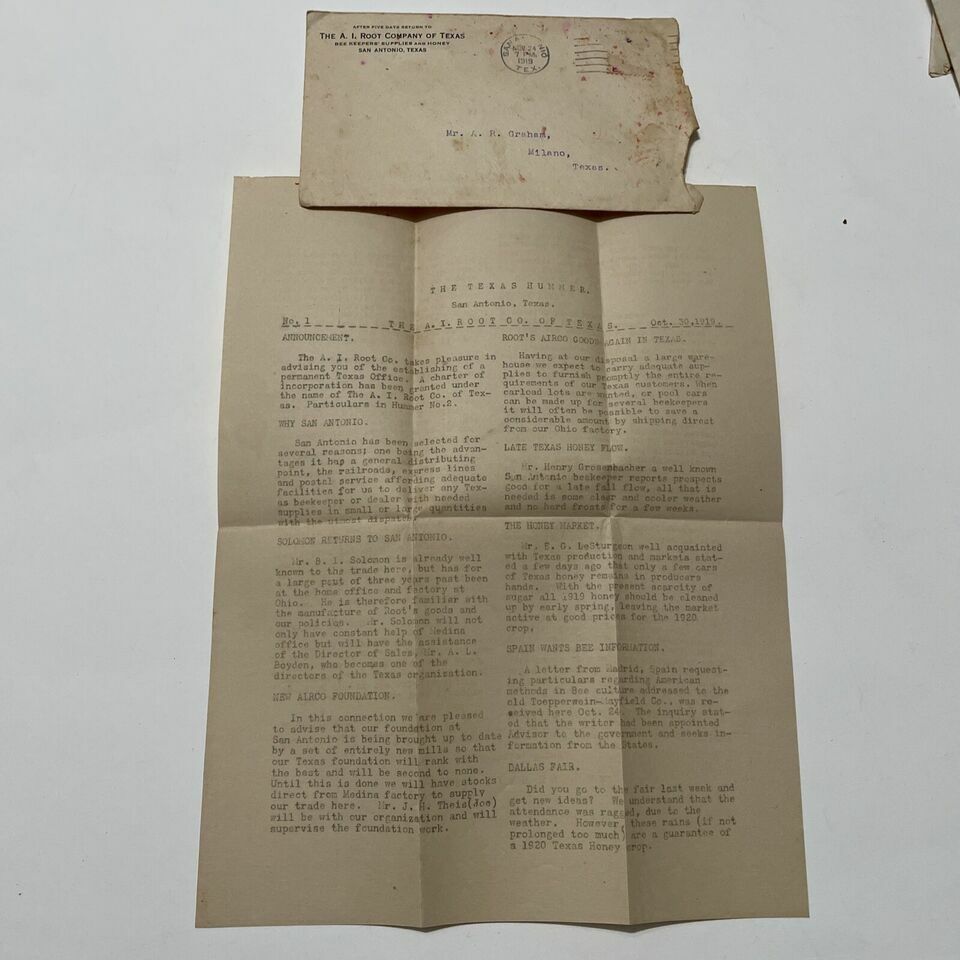 AFTER FIVE DAYS RETURN TO
THE A. I. ROOT COMPANY OF TEXAS
BEE KEEPERS' SUPPLIES AND HONEY
SAN ANTONIO, TEXAS
NOV 24
7 PM
1919
TEX.
Mr. A. R. Graham,
Milano,
Texas.
THE TEXAS HUMMER.
San Antonio, Texas.
No. 1 THE A. I. ROOT CO. OF TEXAS. Oct. 30, 1919.
ANNOUNCEMENT.
The A. I. Root Co. takes pleasure in
advising you of the establishing of a
permanent Texas Office. A charter of
incorporation has been granted under
the name of The A. I. Root Co. of Tex-
as. Particulars in Hummer No.2.
WHY SAN ANTONIO.
San Antonio has been selected for
several reasons; one being the advan-
tages it has a general distributing
point, the railroads, express lines
and postal service affording adequate
facilities for us to deliver any Tex-
as beekeeper or dealer with needed
supplies in small or large quantities
with the utmost dispatch.
SOLOMON RETURNS TO SAN ANTONIO.
Mr. B. I. Solomon is already well
known to the trade here, but has for
a large part of three years past been
at the home office and factory at
Ohio. He is therefore familiar with
the manufacture of Root's goods and
our policies. Mr. Solomon will not
only have constant help of Medina
office but will have the assistance
of the Director of Sales, Mr. A. L.
Boyden, who becomes one of the
directors of the Texas organization.
NEW AIRCO FOUNDATION.
In this connection we are pleased
to advise that our foundation at
San Antonio is being brought up to date
by a set of entirely new mills so that
our Texas foundation will rank with
the best and will be second to none.
Until this is done we will have stocks
direct from Medina factory to supply
our trade here. Mr. J. H. Theis(Joe)
will be with our organization and will
supervise the foundation work.
ROOT'S AIRCO GOODS AGAIN IN TEXAS.
Having at our disposal a large ware-
house we expect to carry adequate sup-
plies to furnish promptly the entire re-
quirements of our Texas customers. When
carload lots are wanted, or pool cars
can be made up for several beekeepers
it will often be possible to save a
considerable amount by shipping direct
from our Ohio factory.
LATE TEXAS HONEY FLOW.
Mr. Henry Grosenbacher a well known
San Antonio beekeeper reports prospects
good for a late fall flow, all that is
needed is some clear and cooler weather
and no hard frosts for a few weeks.
THE HONEY MARKET.
Mr. E. G. LeSturgeon well acquainted
with Texas production and markets stat-
ed a few days ago that only a few cars
of Texas honey remains in producers
hands. With the present scarcity of
sugar all 1919 honey should be cleaned
up by early spring, leaving the market
active at good prices for the 1920
crop.
SPAIN WANTS BEE INFORMATION.
A letter from Madrid, Spain request-
ing particulars regarding American
methods in Bee culture addressed to the
old Toepperwein-Mayfield Co., was re-
ceived here Oct. 24. The inquiry stat-
ed that the writer had been appointed
Advisor to the government and seeks in-
formation from the States.
DALLAS FAIR.
Did you go to the fair last week and
get new ideas? We understand that the
attendance was ragged, due to the
weather. However, these rains (if not
prolonged too much) are a guarantee of
a 1920 Texas Honey crop.